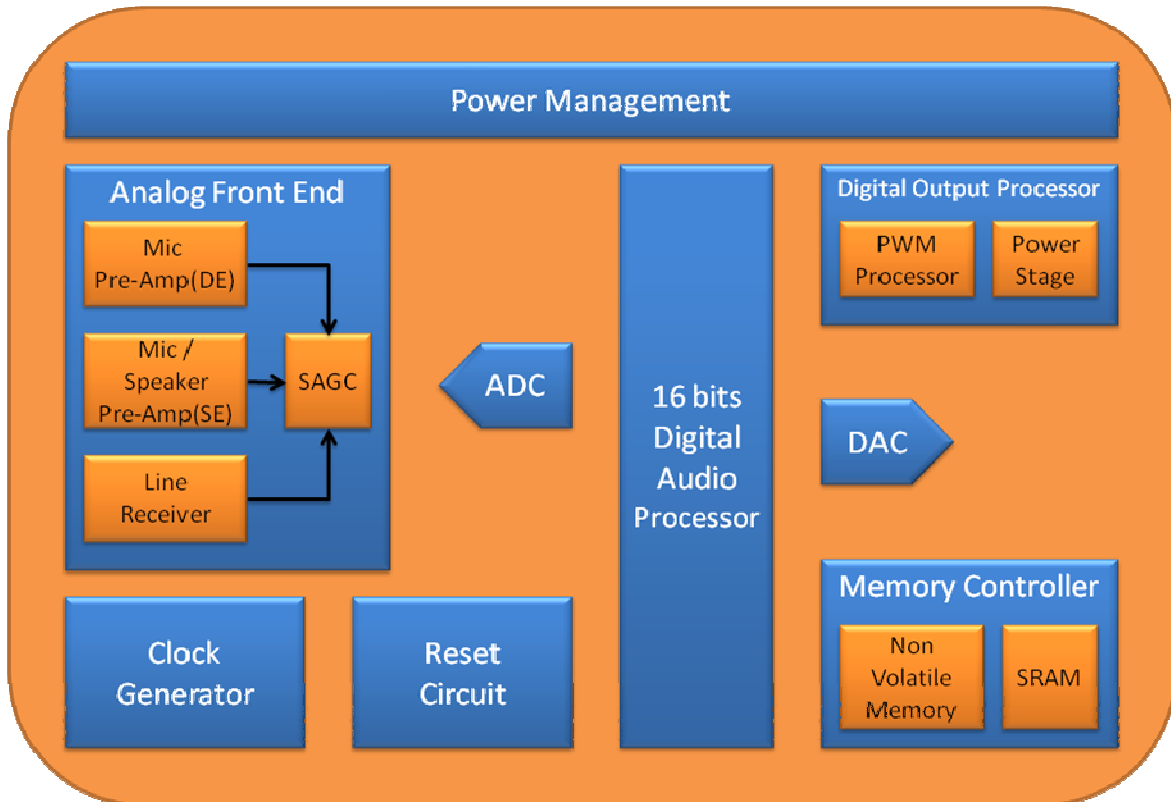 Power Management
Analog Front End
Mic
Pre-Amp(DE)
Mic /
Speaker
Pre-Amp(SE)
SAGC
Line
Receiver
ADC
16 bits
Digital
Audio
Processor
Digital Output Processor
PWM
Processor
Power
Stage
DAC
Clock
Generator
Reset
Circuit
Memory Controller
Non
Volatile
Memory
SRAM